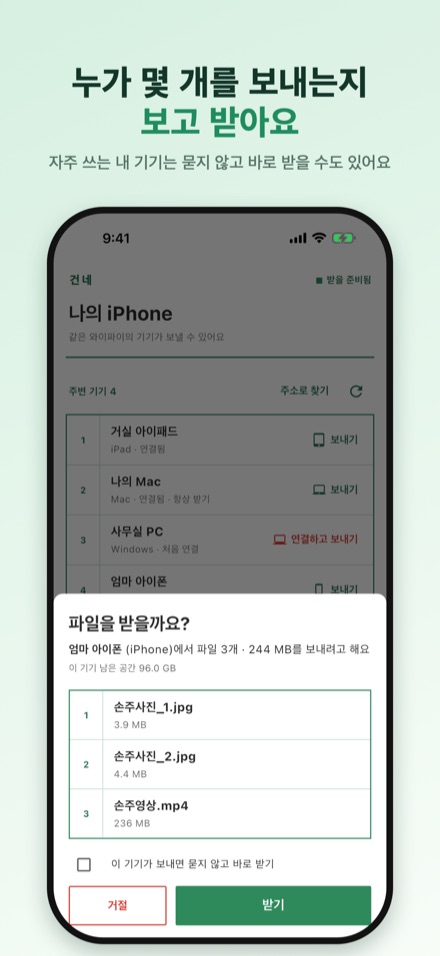 누가 몇 개를 보내는지
보고 받아요
자주 쓰는 내 기기는 묻지 않고 바로 받을 수도 있어요
9:41
건네
받을 준비됨
나의 iPhone
같은 와이파이의 기기가 보낼 수 있어요
주변 기기 4
주소로 찾기
1
거실 아이패드
iPad · 연결됨
보내기
2
나의 Mac
Mac · 연결됨 · 항상 받기
보내기
3
사무실 PC
Windows · 처음 연결
연결하고 보내기
4
엄마 아이폰
보내기
파일을 받을까요?
엄마 아이폰 (iPhone)에서 파일 3개 · 244 MB를 보내려고 해요
이 기기 남은 공간 96.0 GB
1
손주사진_1.jpg
3.9 MB
2
손주사진_2.jpg
4.4 MB
3
손주영상.mp4
236 MB
이 기기가 보내면 묻지 않고 바로 받기
거절
받기